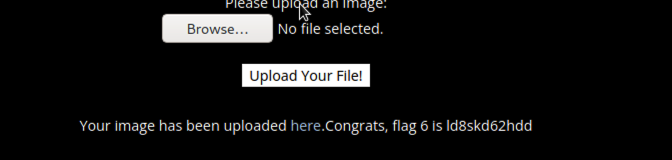 Please upload an image:
Browse... No file selected.
Upload Your File!
Your image has been uploaded here.Congrats, flag 6 is ld8skd62hdd